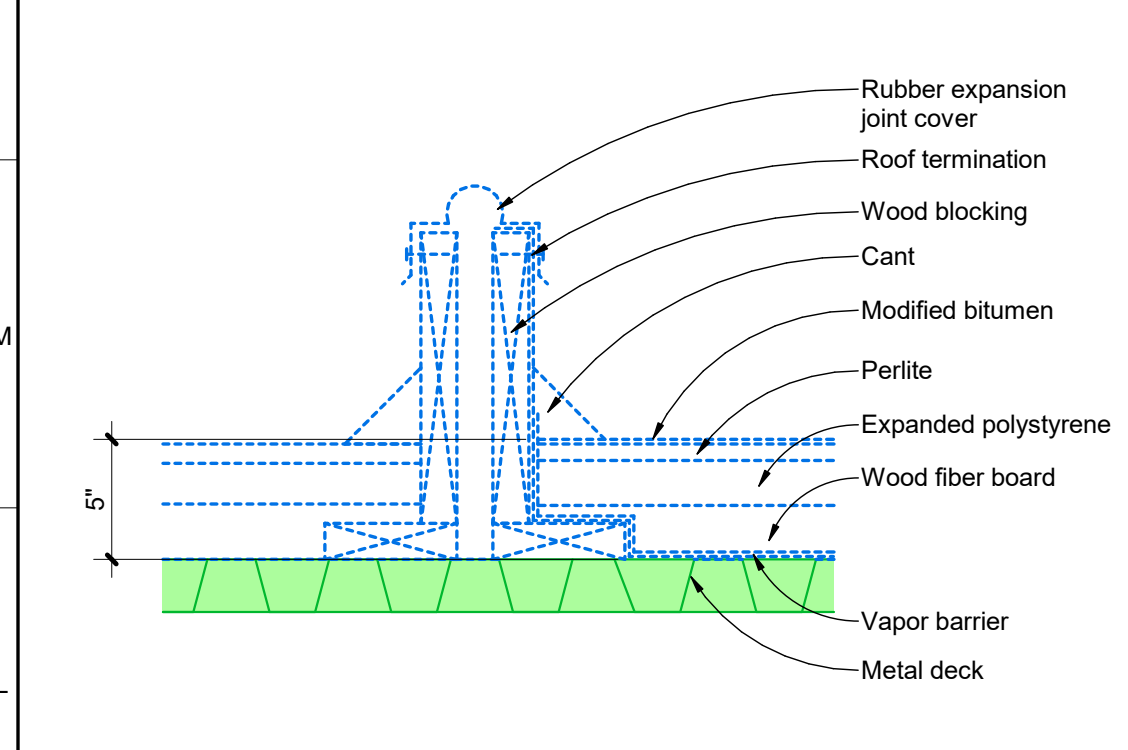 Rubber expansion
joint cover
Roof termination
Wood blocking
Cant
Modified bitumen
M
Perlite
Expanded polystyrene
Wood fiber board
5"
Vapor barrier
Metal deck